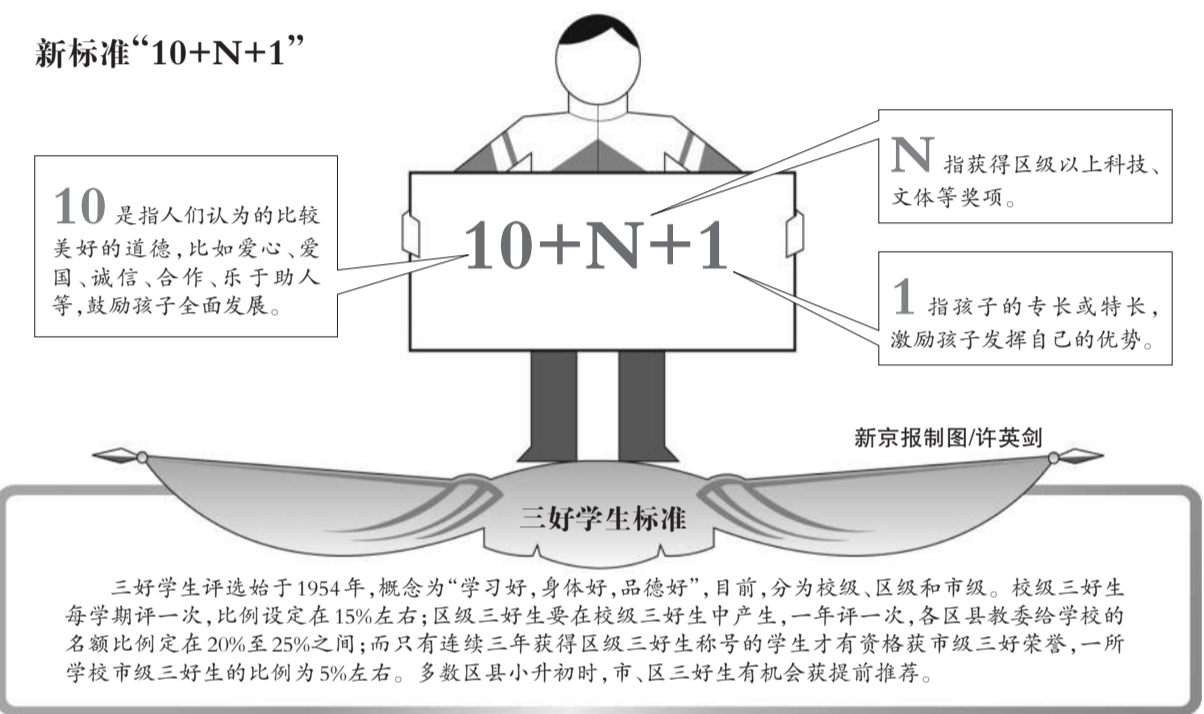 新标准“10+N+1”
10 是指人们认为的比较
美好的道德,比如爱心、爱
国、诚信、合作、乐于助人
等,鼓励孩子全面发展。
10+N+1
N 指获得区级以上科技、
文体等奖项。
1 指孩子的专长或特长,
激励孩子发挥自己的优势。
新京报制图/许英剑
三好学生标准
三好学生评选始于1954年,概念为“学习好,身体好,品德好”,目前,分为校级、区级和市级。校级三好生
每学期评一次,比例设定在15%左右;区级三好生要在校级三好生中产生,一年评一次,各区县教委给学校的
名额比例定在20%至25%之间;而只有连续三年获得区级三好生称号的学生才有资格获市级三好荣誉,一所
学校市级三好生的比例为5%左右。多数区县小升初时,市、区三好生有机会获提前推荐。